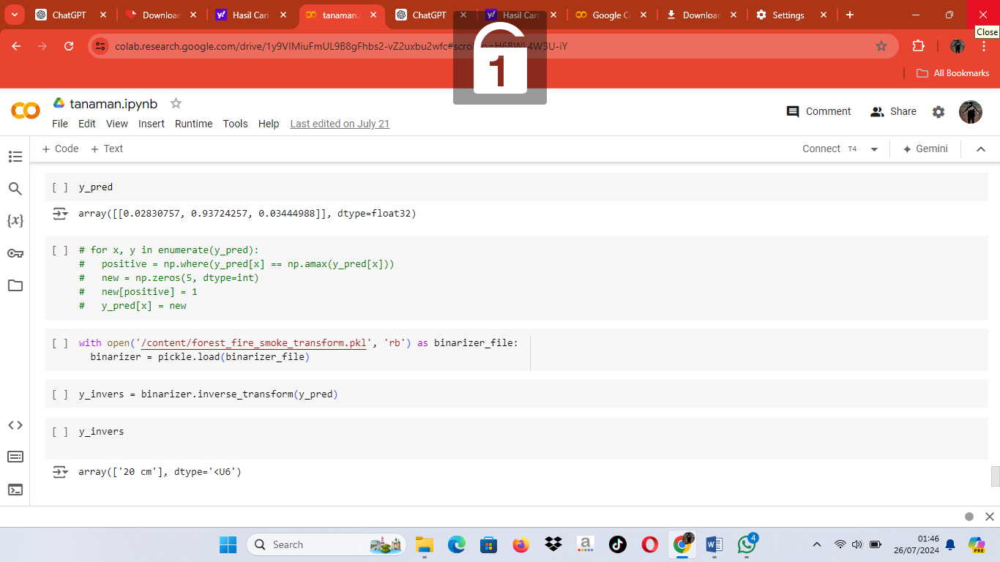 ChatGPT
Download
Hasil Cari
tanaman.
ChatGPT
Hasil Cari
Google Co
Download
Settings
Close
colab.research.google.com/drive/1y9VIMiuFmUL9B8gFhbs2-vZ2uxbu2wfc#scro
W3U-iY
1
All Bookmarks
tanaman.ipynb
File Edit View Insert Runtime Tools Help Last edited on July 21
Comment
Share
+ Code + Text
Connect T4
Gemini
[ ] y_pred
array([[0.02830757, 0.93724257, 0.03444988]], dtype=float32)
[ ] # for x, y in enumerate(y_pred):
#   positive = np.where(y_pred[x] == np.amax(y_pred[x]))
#   new = np.zeros(5, dtype=int)
#   new[positive] = 1
#   y_pred[x] = new
[ ] with open('/content/forest_fire_smoke_transform.pkl', 'rb') as binarizer_file:
binarizer = pickle.load(binarizer_file)
[ ] y_invers = binarizer.inverse_transform(y_pred)
[ ] y_invers
array(['20 cm'], dtype='<U6')
{x}
Search
a
W
4
01:46
26/07/2024
PRE